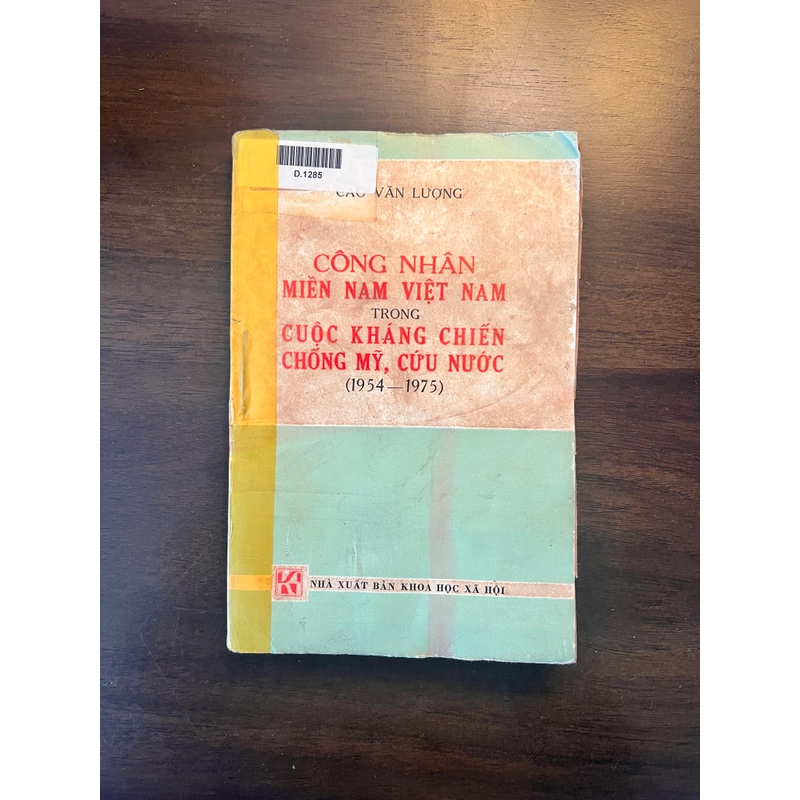 D.1285
CAO VĂN LƯỢNG
CÔNG NHÂN
MIỀN NAM VIỆT NAM
TRONG
CUỘC KHÁNG CHIẾN
CHỐNG MỸ, CỨU NƯỚC
(1954 — 1975)
NHÀ XUẤT BẢN KHOA HỌC XÃ HỘI